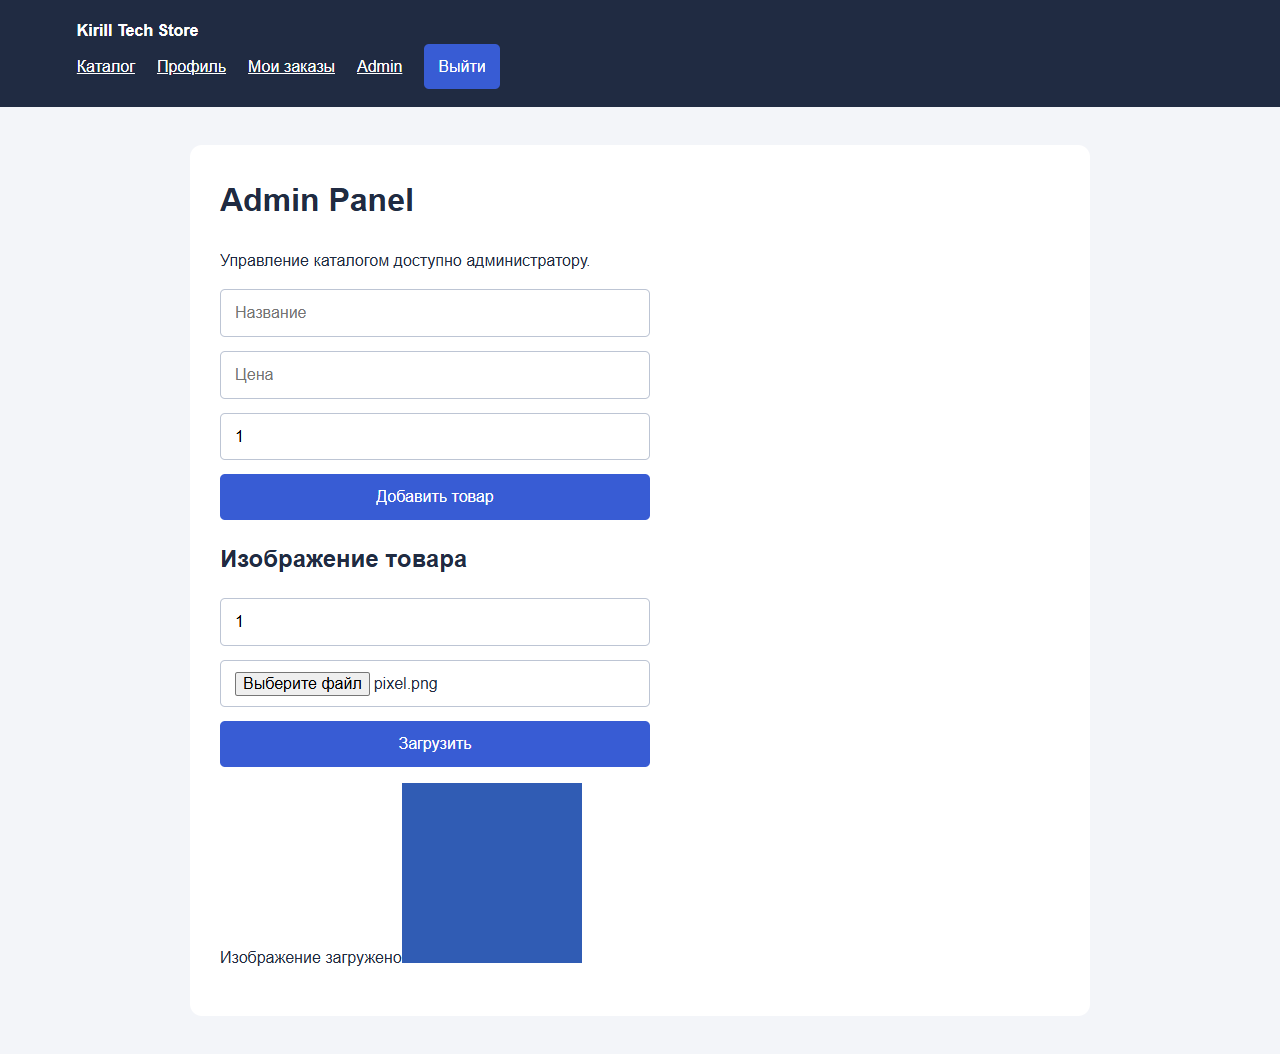 Kirill Tech Store
Каталог Профиль Мои заказы Admin Выйти
Admin Panel
Управление каталогом доступно администратору.
Название
Цена
1
Добавить товар
Изображение товара
1
Выберите файл pixel.png
Загрузить
Изображение загружено